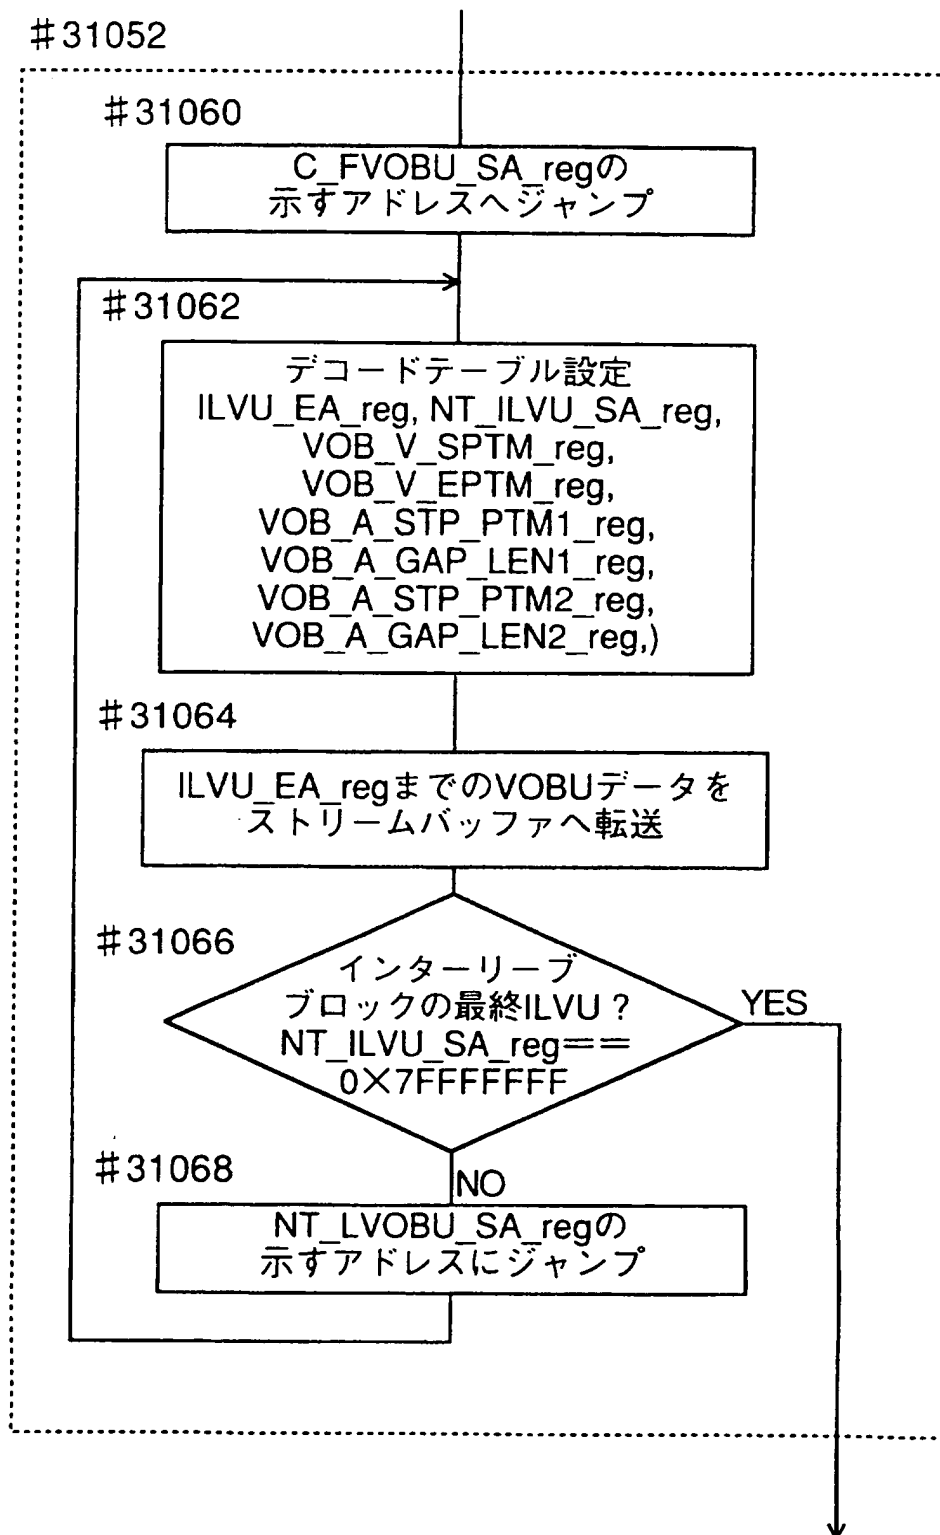 #31052
#31060
C_FVOBU_SA_regの
示すアドレスへジャンプ
#31062
デコードテーブル設定
ILVU_EA_reg, NT_ILVU_SA_reg,
VOB_V_SPTM_reg,
VOB_V_EPTM_reg,
VOB_A_STP_PTM1_reg,
VOB_A_GAP_LEN1_reg,
VOB_A_STP_PTM2_reg,
VOB_A_GAP_LEN2_reg,)
#31064
ILVU_EA_regまでのVOBUデータを
ストリームバッファへ転送
#31066
インターリーブ
ブロックの最終ILVU?
NT_ILVU_SA_reg==
0×7FFFFFFF
YES
#31068
NO
NT_LVOBU_SA_regの
示すアドレスにジャンプ